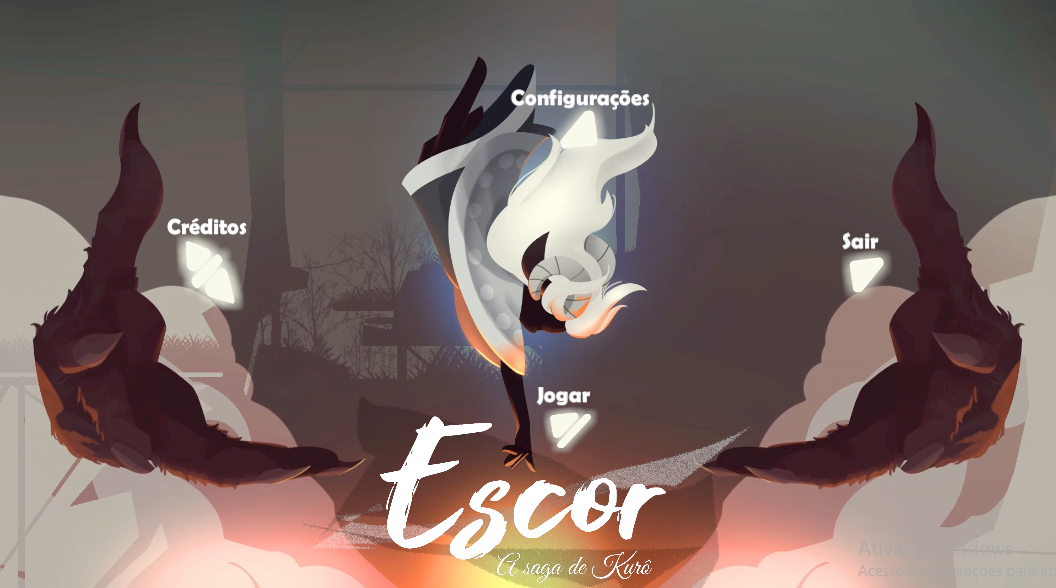 Configurações
Créditos
Sair
Jogar
Escor
A saga de Kurô